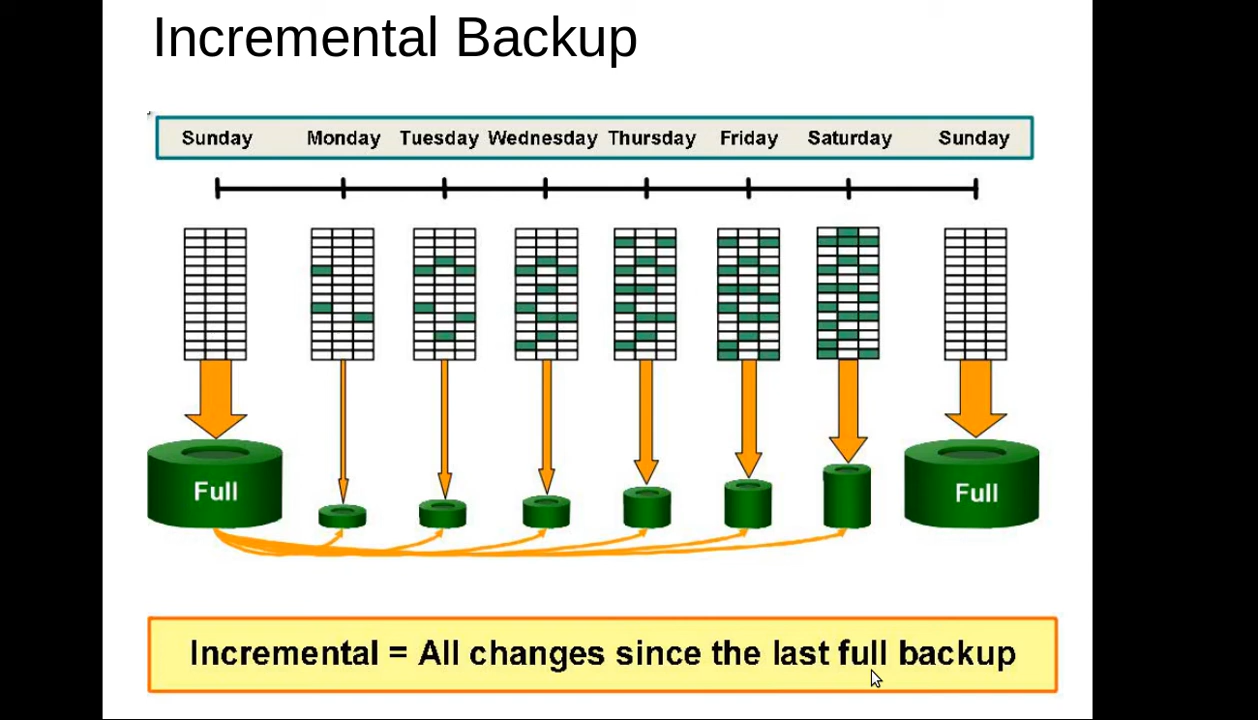 Incremental Backup
Sunday Monday Tuesday Wednesday Thursday Friday Saturday Sunday
Full Full
Incremental = All changes since the last full backup